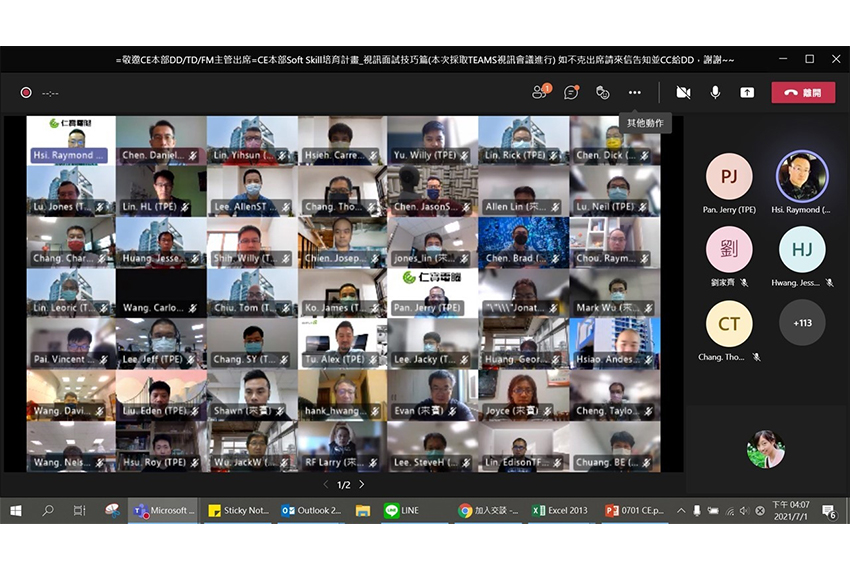 =敬邀CE本部DD/TD/FM主管出席=CE本部Soft Skill培育計畫_視訊面試技巧篇(本次採取TEAMS視訊會議進行) 如不克出席請來信告知並CC給DD，謝謝~~
--:--
1
離開
其他動作
仁寶電腦
Hsi. Raymond ...
Chen. Daniel...
Lin. Yihsun (...
Hsieh. Carre...
Yu. Willy (TPE)
Lin. Rick (TPE)
Chen. Dick (...
Lu. Jones (T...
Lin. HL (TPE)
Lee. AllenST ...
Chang. Tho...
Chen. JasonS...
Allen Lin (來...
Lu. Neil (TPE)
Chang. Char...
Huang. Jesse...
Shih. Willy (T...
Chien. Josep...
jones_lin (來...
Chen. Brad (...
Chou. Raym...
仁寶電腦
Lin. Leoric (T...
Wang. Carlo...
Chiu. Tom (T...
Ko. James (T...
Pan. Jerry (TPE)
"\"\\\"Jonat...
Mark Wu (來...
Pai. Vincent ...
Lee. Jeff (TPE)
Chang. SY (T...
Tu. Alex (TPE)
Lee. Jacky (T...
Huang. Geor...
Hsiao. Andes...
Wang. Davi...
Liu. Eden (TPE)
Shawn (來賓)
hank_hwang...
Evan (來賓)
Joyce (來賓)
Cheng. Taylo...
Wang. Nels...
Hsu. Roy (TPE)
Wu. JackW (...
RF Larry (來...
Lee. SteveH (...
Lin. EdisonTF...
Chuang. BE (...
1/2
PJ
Pan. Jerry (TPE)
Hsi. Raymond (...
劉
劉家齊
HJ
Hwang. Jess...
CT
Chang. Tho...
+113
Microsoft ...
Sticky Not...
Outlook 2...
LINE
加入交談 -...
Excel 2013
0701 CE.p...
下午 04:07
2021/7/1
6